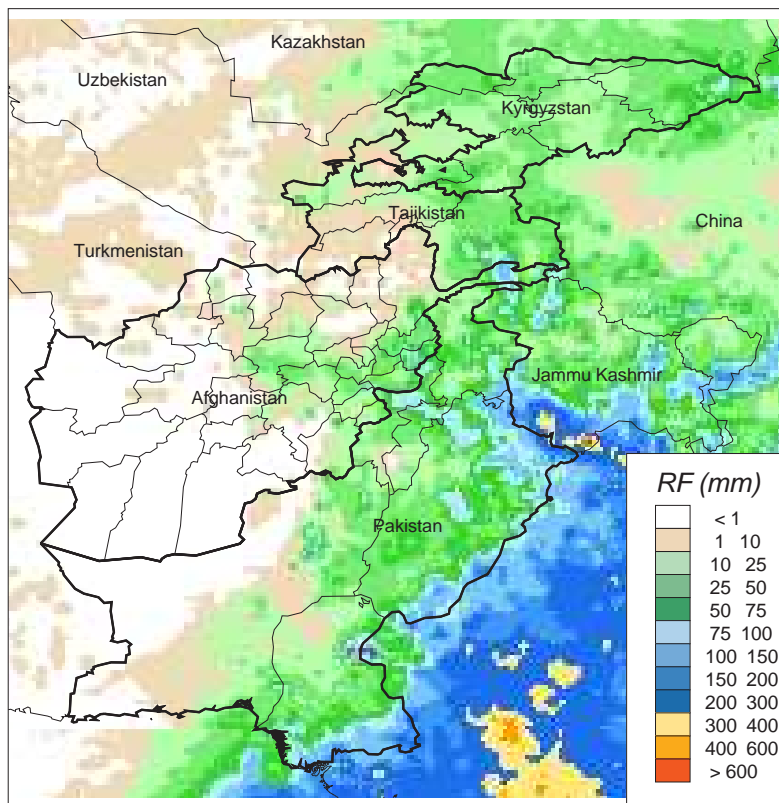 Kazakhstan
Uzbekistan
Kyrgyzstan
Tajikistan
China
Turkmenistan
Jammu Kashmir
Afghanistan
Pakistan
RF (mm)
< 1
1 10
10 25
25 50
50 75
75 100
100 150
150 200
200 300
300 400
400 600
> 600